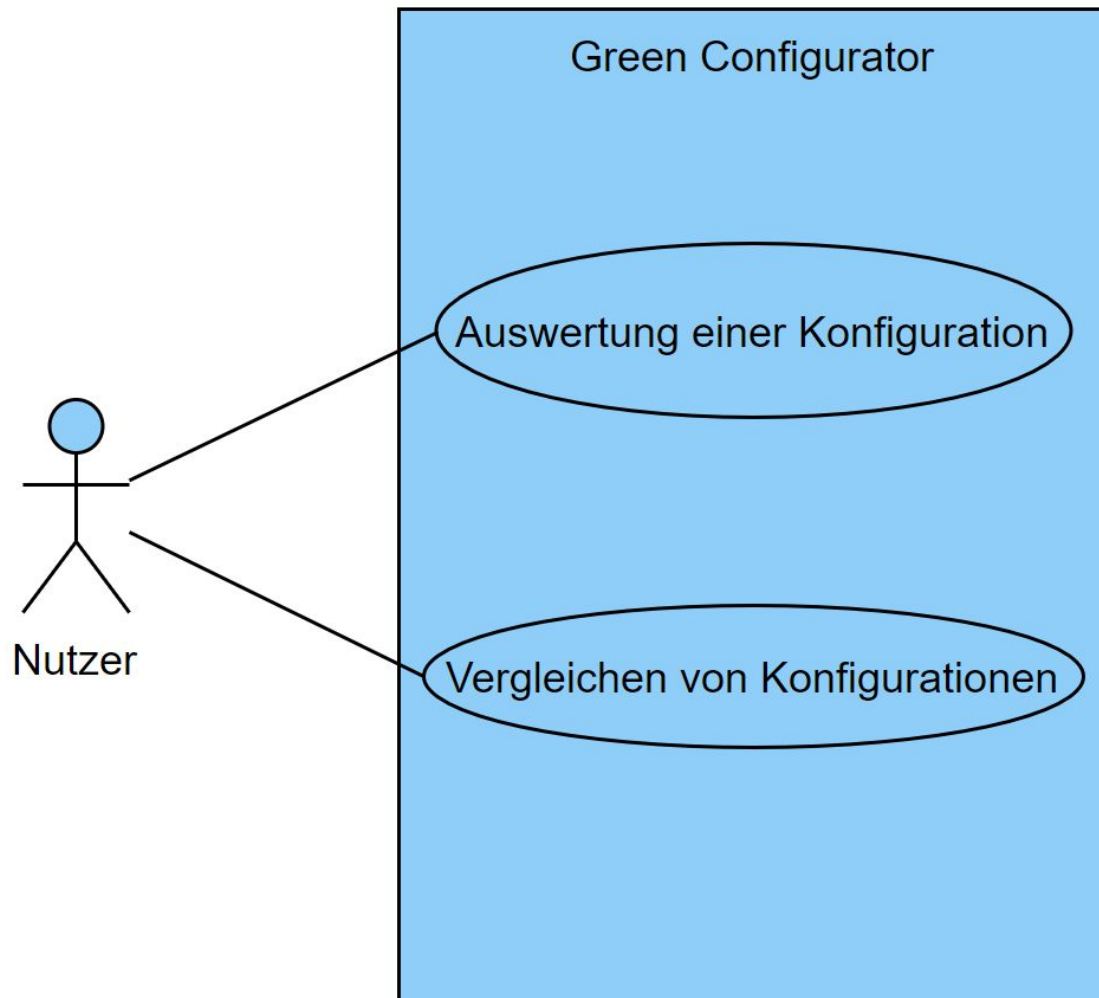 Green Configurator
Auswertung einer Konfiguration
Nutzer
Vergleichen von Konfigurationen